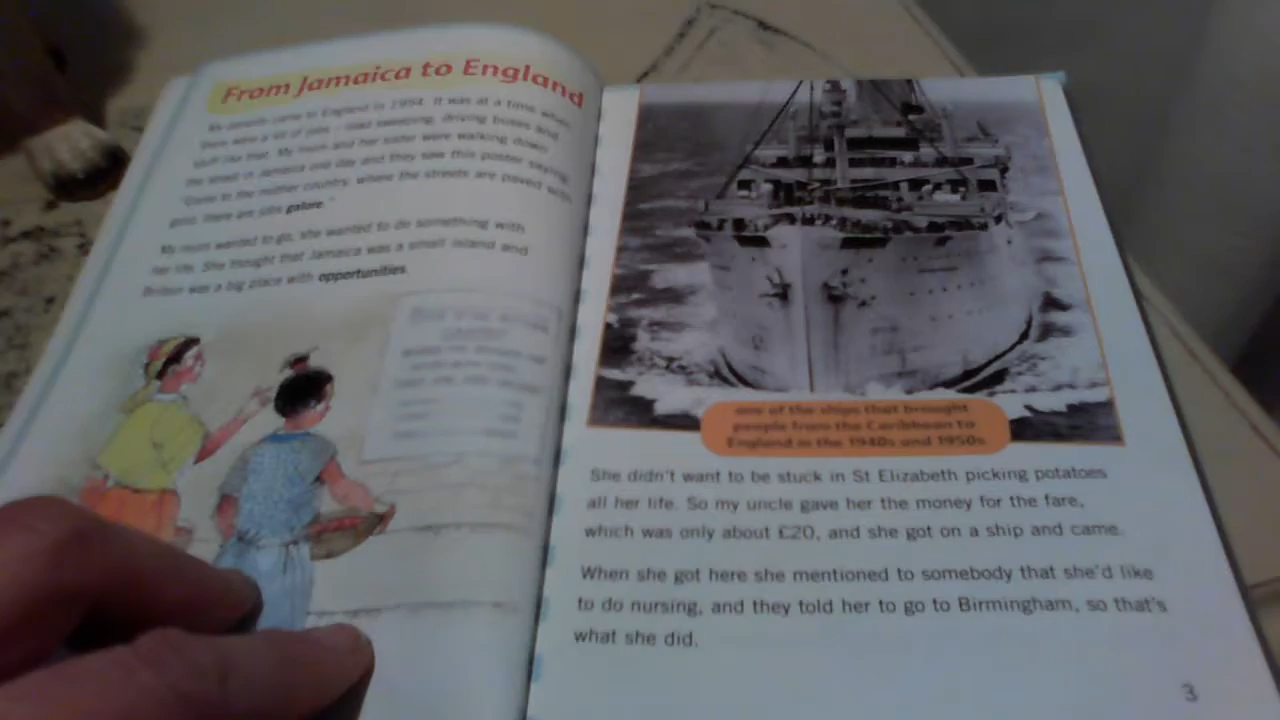 From Jamaica to England
My parents came to England in 1954. It was at a time when
there were a lot of jobs – road sweeping, driving buses and
stuff like that. My mum and her sister were walking down
the street in Jamaica one day and they saw this poster saying,
"Come to the mother country, where the streets are paved with
gold, there are jobs galore."
My mum wanted to go, she wanted to do something with
her life. She thought that Jamaica was a small island and
Britain was a big place with opportunities.
one of the ships that brought
people from the Caribbean to
England in the 1940s and 1950s
She didn't want to be stuck in St Elizabeth picking potatoes
all her life. So my uncle gave her the money for the fare,
which was only about £20, and she got on a ship and came.
When she got here she mentioned to somebody that she'd like
to do nursing, and they told her to go to Birmingham, so that's
what she did.
3